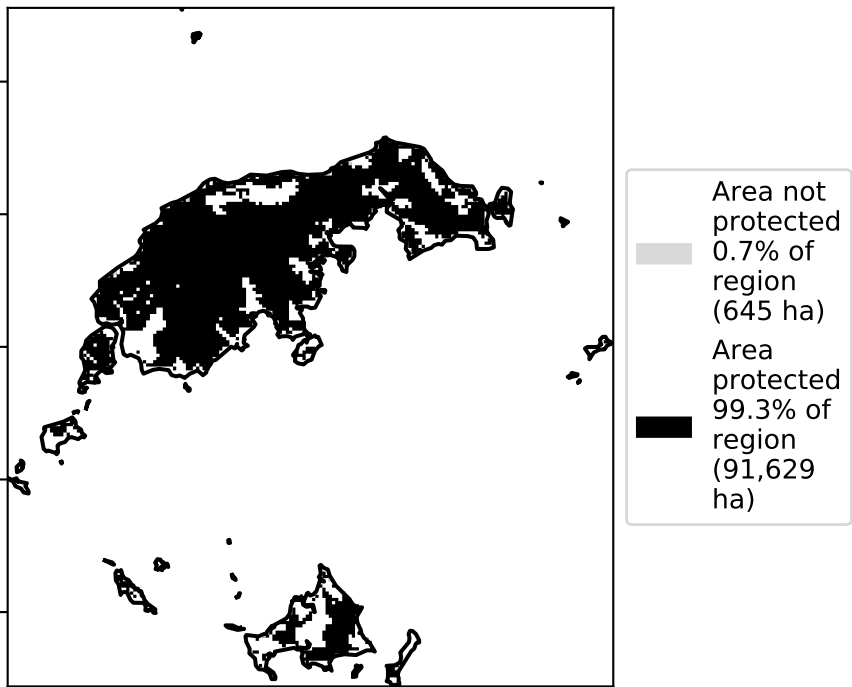 Area not
protected
0.7% of
region
(645 ha)
Area
protected
99.3% of
region
(91,629
ha)